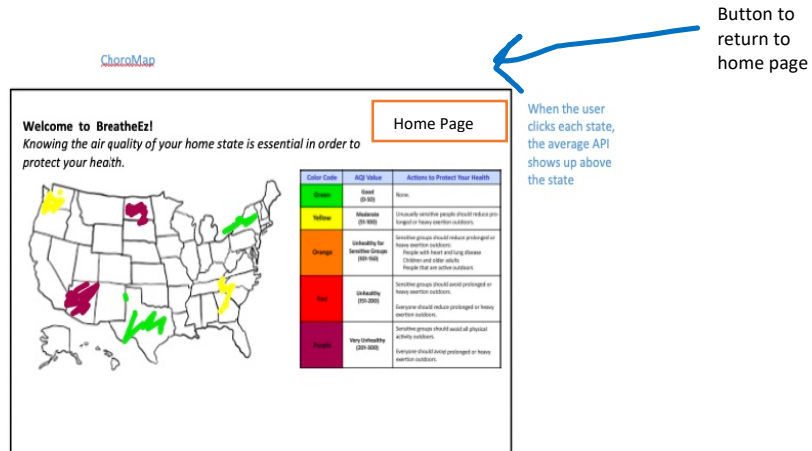 Button to
return to
home page
ChoroMap
When the user
clicks each state,
the average API
shows up above
the state
Home Page
Welcome to BreatheEz!
Knowing the air quality of your home state is essential in order to
protect your health.
Color Code AQI Value Actions to Protect Your Health
Green
Good
(0-50)
None.
Yellow
Moderate
(51-100)
Unusually sensitive people should reduce pro-
longed or heavy exertion outdoors.
Orange
Unhealthy for
Sensitive Groups
(101-150)
Sensitive groups should reduce prolonged or
heavy exertion outdoors:
People with heart and lung disease
Children and older adults
People that are active outdoors
Red
Unhealthy
(151-200)
Sensitive groups should avoid prolonged or
heavy exertion outdoors.
Everyone should reduce prolonged or heavy
exertion outdoors.
Purple
Very Unhealthy
(201-300)
Sensitive groups should avoid all physical
activity outdoors.
Everyone should avoid prolonged or heavy
exertion outdoors.